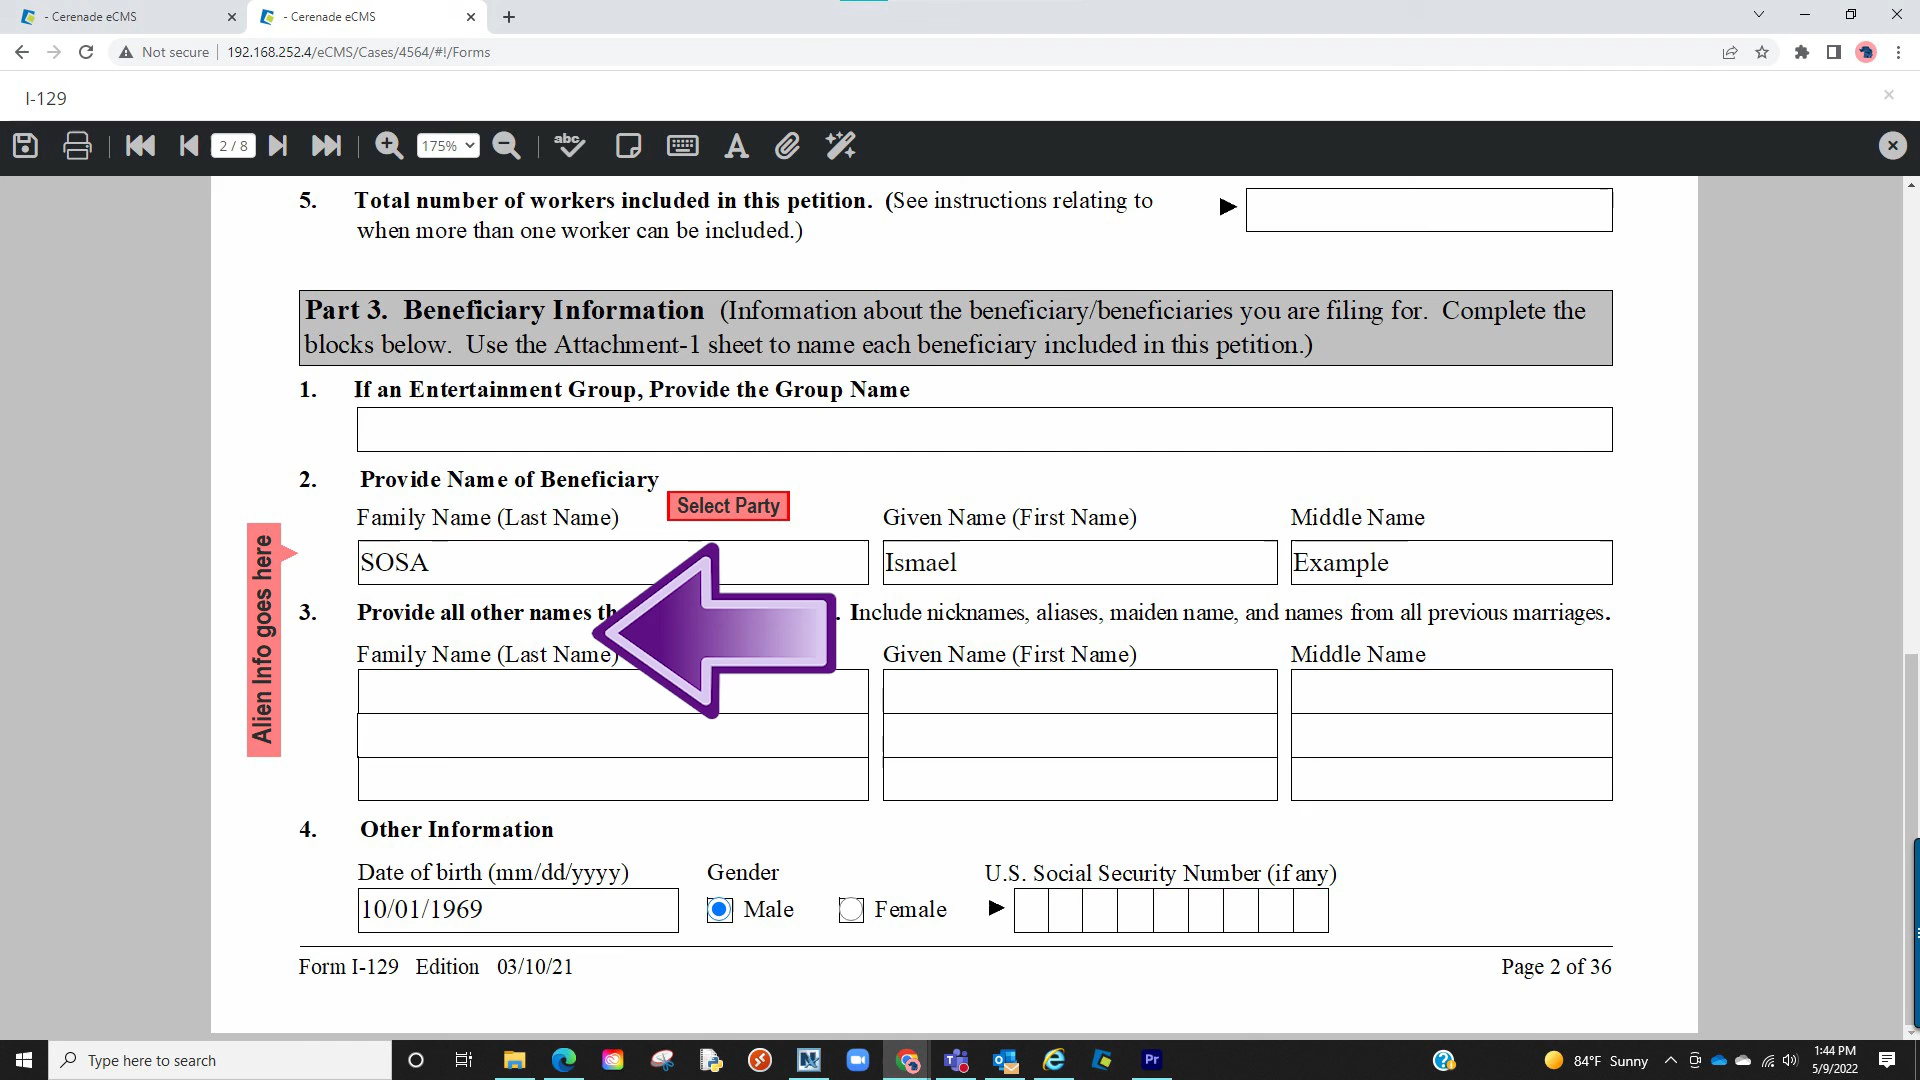 - Cerenade eCMS
- Cerenade eCMS
Not secure
192.168.252.4/eCMS/Cases/4564/#!/Forms
I-129
2 / 8
175%
abc
5. Total number of workers included in this petition. (See instructions relating to
when more than one worker can be included.)
Part 3. Beneficiary Information (Information about the beneficiary/beneficiaries you are filing for. Complete the
blocks below. Use the Attachment-1 sheet to name each beneficiary included in this petition.)
1. If an Entertainment Group, Provide the Group Name
2. Provide Name of Beneficiary
Select Party
Family Name (Last Name) Given Name (First Name) Middle Name
Alien Info goes here
SOSA Ismael Example
3. Provide all other names . Include nicknames, aliases, maiden name, and names from all previous marriages.
Family Name (Last Name) Given Name (First Name) Middle Name
4. Other Information
Date of birth (mm/dd/yyyy) Gender U.S. Social Security Number (if any)
10/01/1969 Male Female
Form I-129 Edition 03/10/21 Page 2 of 36
Type here to search
Pr
84°F Sunny
1:44 PM
5/9/2022